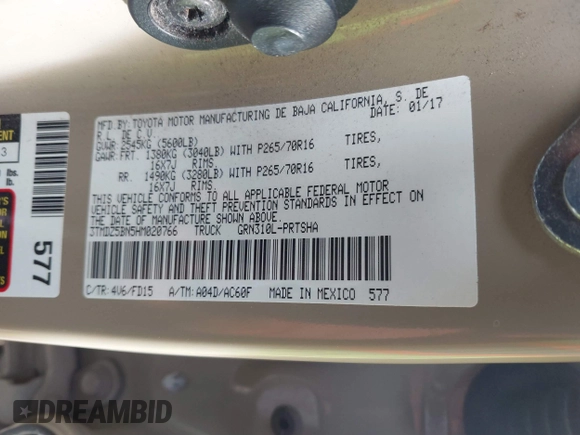 MFD.BY:TOYOTA MOTOR MANUFACTURING DE BAJA CALIFORNIA, S. DE
R.L. DE C.V. DATE: 01/17
GVWR 2545KG (5600LB)
GAWR FRT. 1380KG (3040LB) WITH P265/70R16 TIRES,
16X7J RIMS,
RR. 1490KG (3280LB) WITH P265/70R16 TIRES,
16X7J RIMS,
THIS VEHICLE CONFORMS TO ALL APPLICABLE FEDERAL MOTOR
VEHICLE SAFETY AND THEFT PREVENTION STANDARDS IN EFFECT ON
THE DATE OF MANUFACTURE SHOWN ABOVE.
3TMDZ5BN5HM020766 TRUCK GRN310L-PRTSHA
C/TR: 4V6/FD15 A/TM: A04D/AC60F MADE IN MEXICO 577
577
3
lbs.
DREAMBID